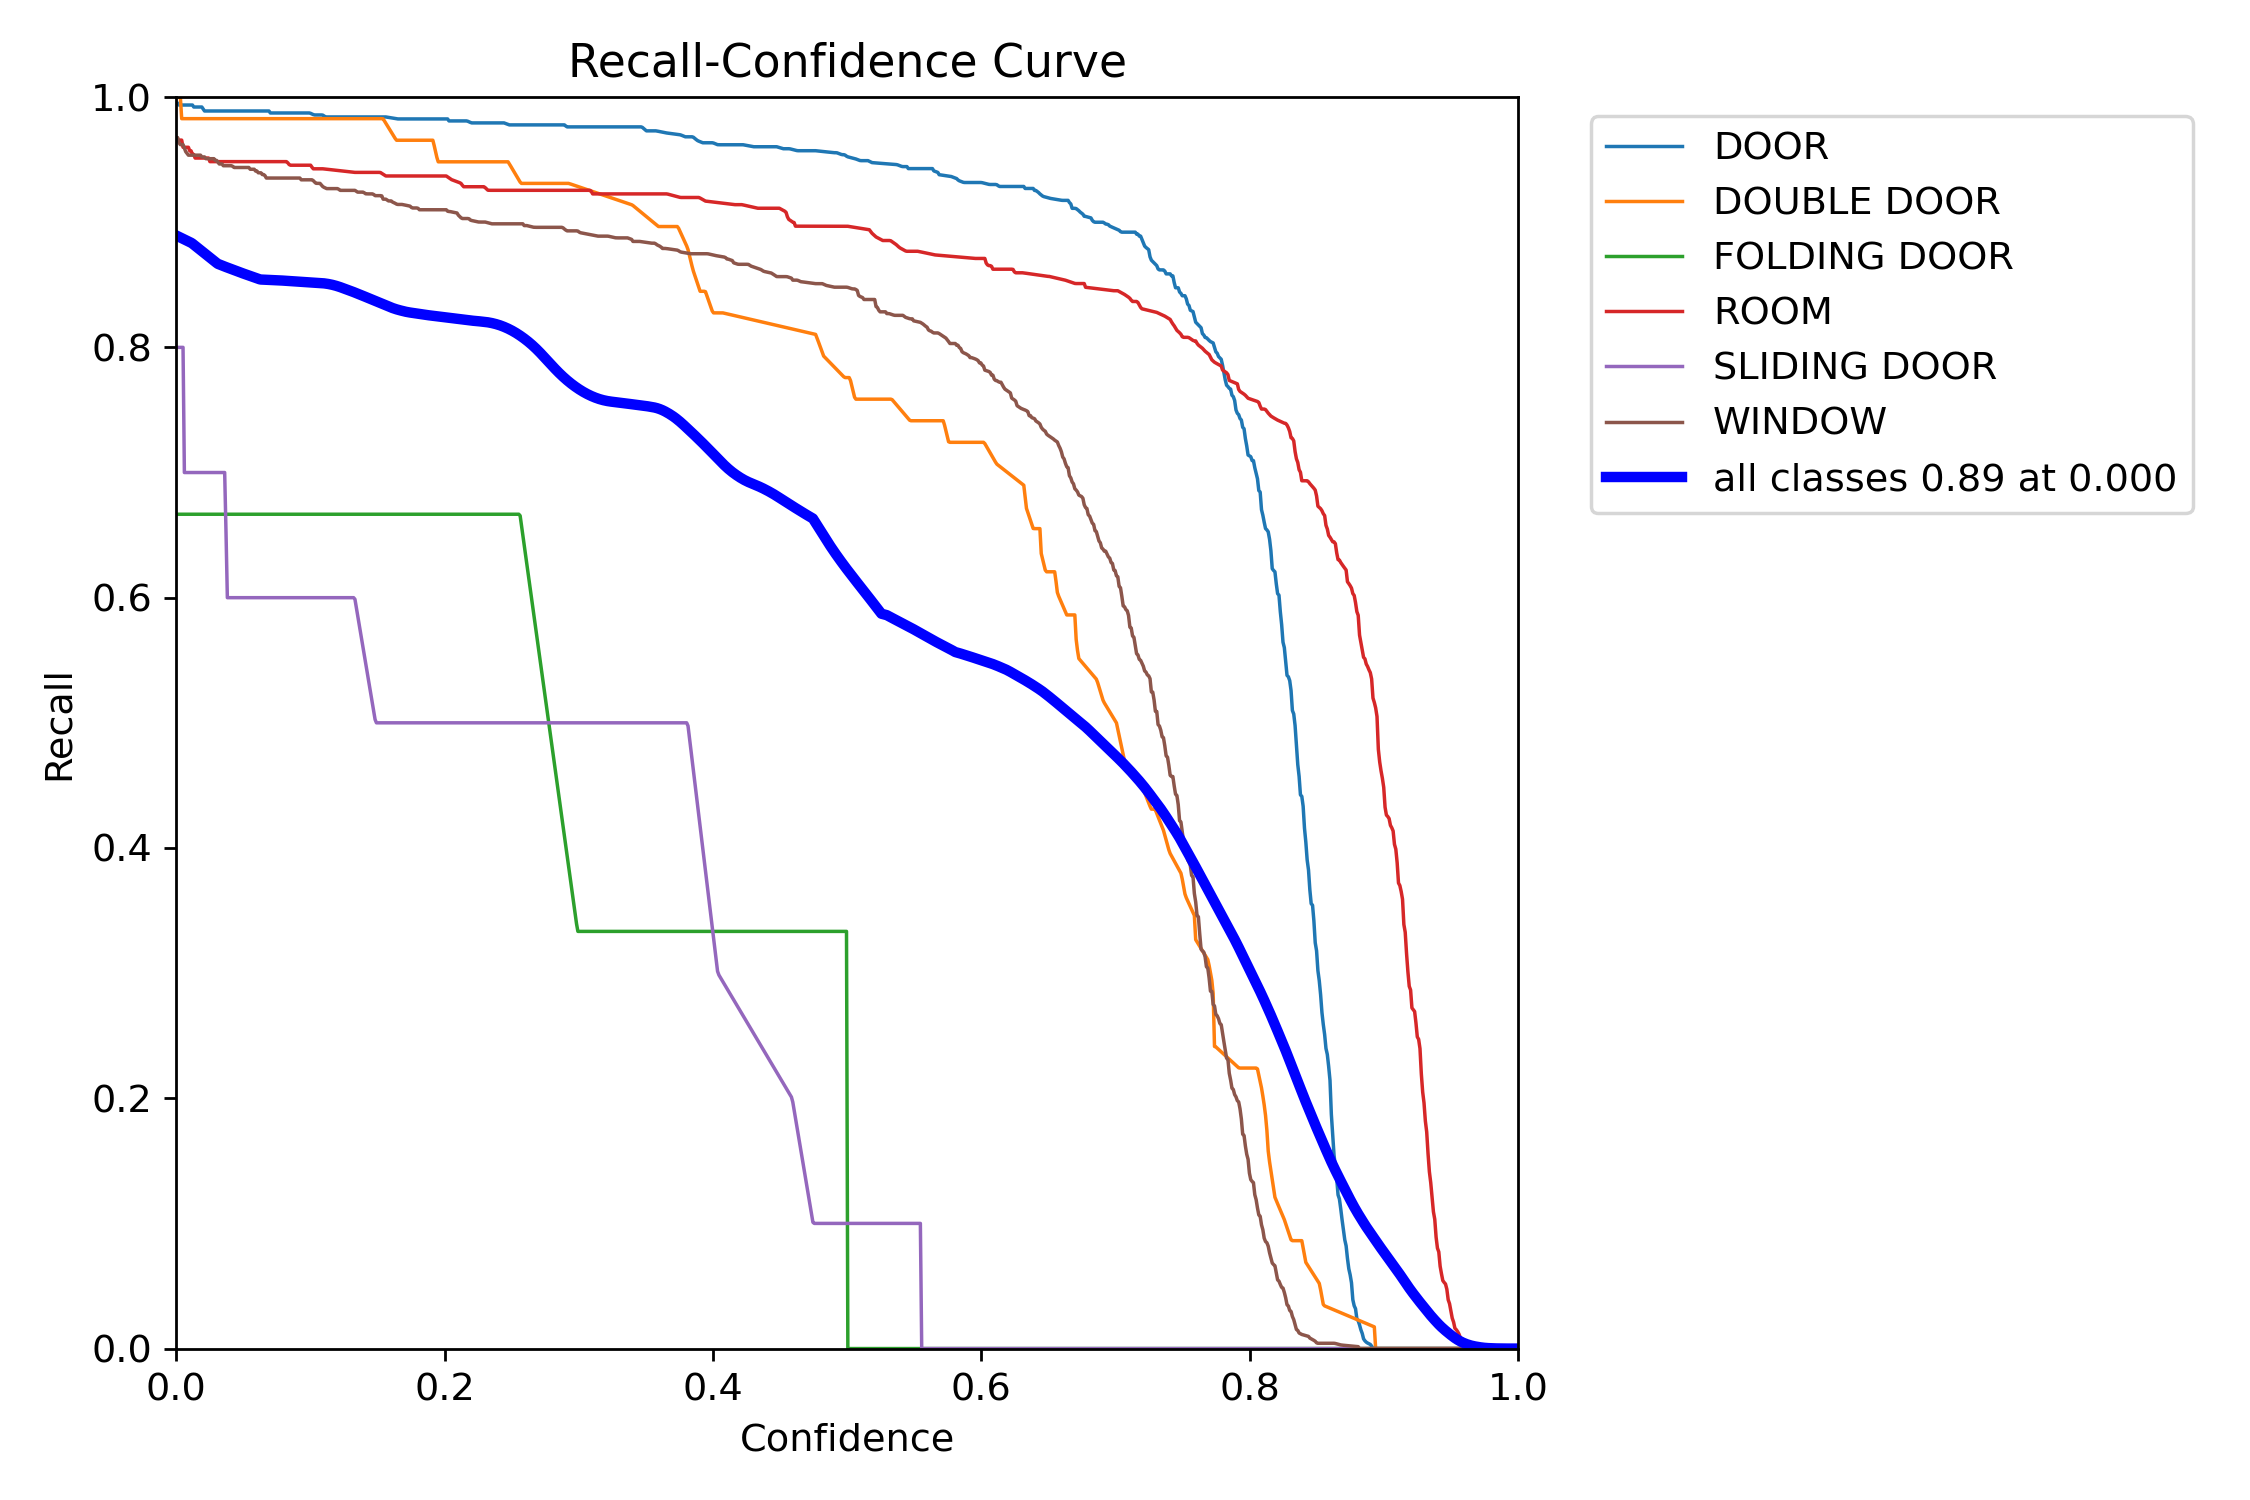 Recall-Confidence Curve
1.0
0.8
0.6
0.4
0.2
0.0
Recall
0.0 0.2 0.4 0.6 0.8 1.0
Confidence
DOOR
DOUBLE DOOR
FOLDING DOOR
ROOM
SLIDING DOOR
WINDOW
all classes 0.89 at 0.000